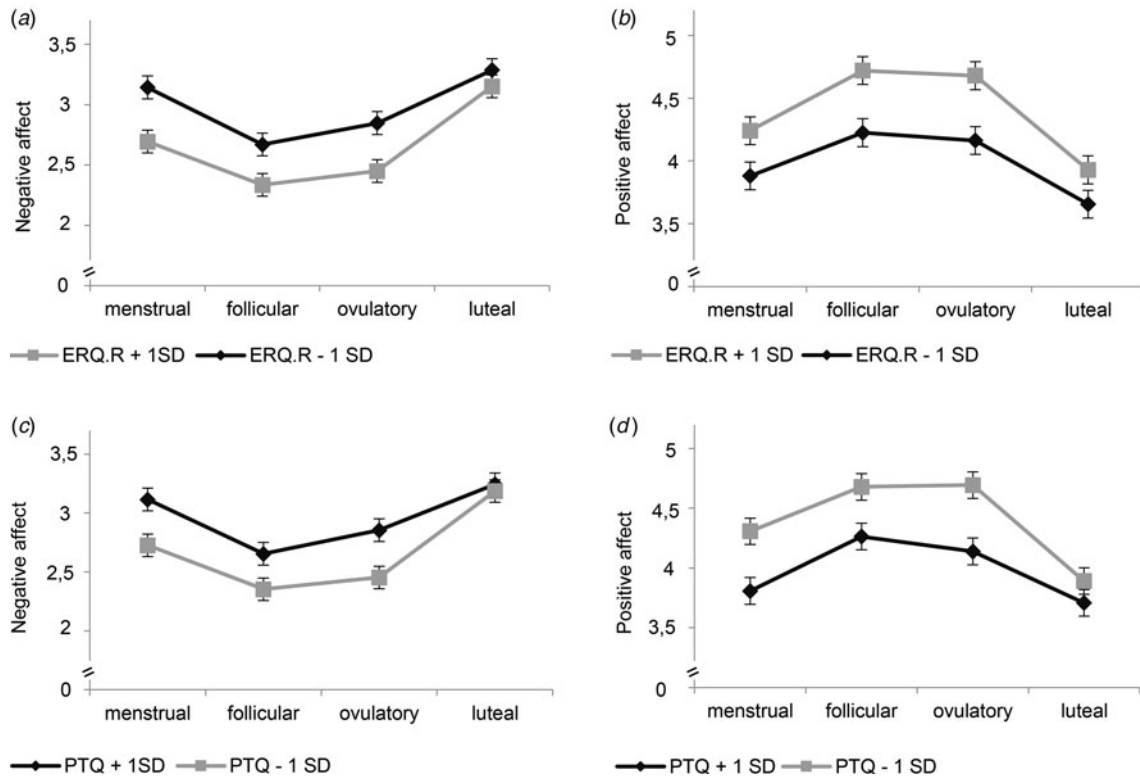 (a)
3,5
3
2,5
2
0
Negative affect
menstrual follicular ovulatory luteal
ERQ.R + 1SD ERQ.R - 1 SD
(b)
5
4,5
4
3,5
0
Positive affect
menstrual follicular ovulatory luteal
ERQ.R + 1 SD ERQ.R - 1 SD
(c)
3,5
3
2,5
2
0
Negative affect
menstrual follicular ovulatory luteal
PTQ + 1SD PTQ - 1 SD
(d)
5
4,5
4
3,5
0
Positive affect
menstrual follicular ovulatory luteal
PTQ + 1 SD PTQ - 1 SD